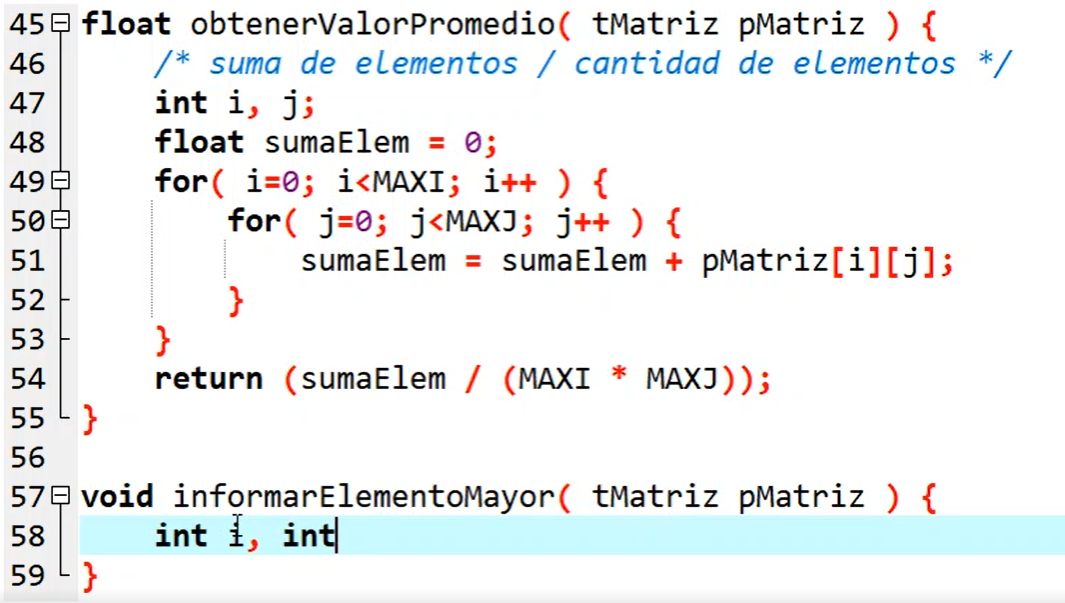 45 float obtenerValorPromedio( tMatriz pMatriz ) {
46 /* suma de elementos / cantidad de elementos */
47 int i, j;
48 float sumaElem = 0;
49 for( i=0; i<MAXI; i++ ) {
50 for( j=0; j<MAXJ; j++ ) {
51 sumaElem = sumaElem + pMatriz[i][j];
52 }
53 }
54 return (sumaElem / (MAXI * MAXJ));
55 }
56
57 void informarElementoMayor( tMatriz pMatriz ) {
58 int i, int
59 }